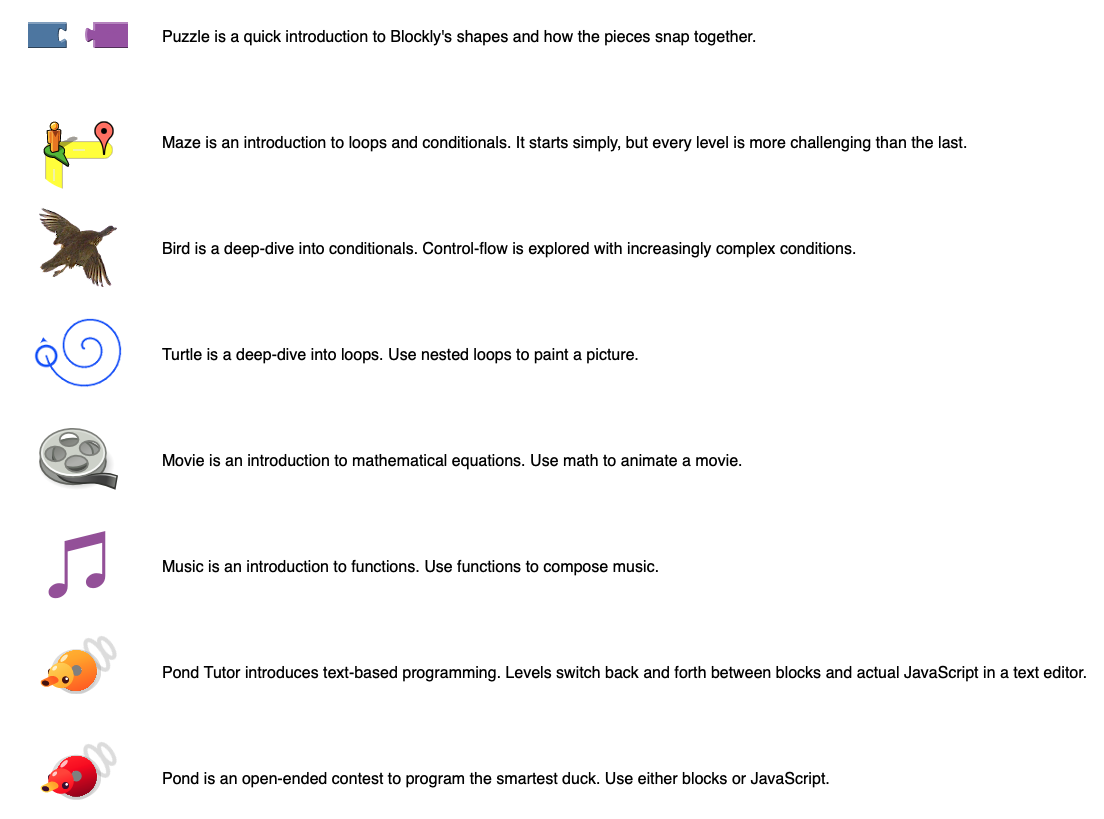 Puzzle is a quick introduction to Blockly's shapes and how the pieces snap together.
Maze is an introduction to loops and conditionals. It starts simply, but every level is more challenging than the last.
Bird is a deep-dive into conditionals. Control-flow is explored with increasingly complex conditions.
Turtle is a deep-dive into loops. Use nested loops to paint a picture.
Movie is an introduction to mathematical equations. Use math to animate a movie.
Music is an introduction to functions. Use functions to compose music.
Pond Tutor introduces text-based programming. Levels switch back and forth between blocks and actual JavaScript in a text editor.
Pond is an open-ended contest to program the smartest duck. Use either blocks or JavaScript.